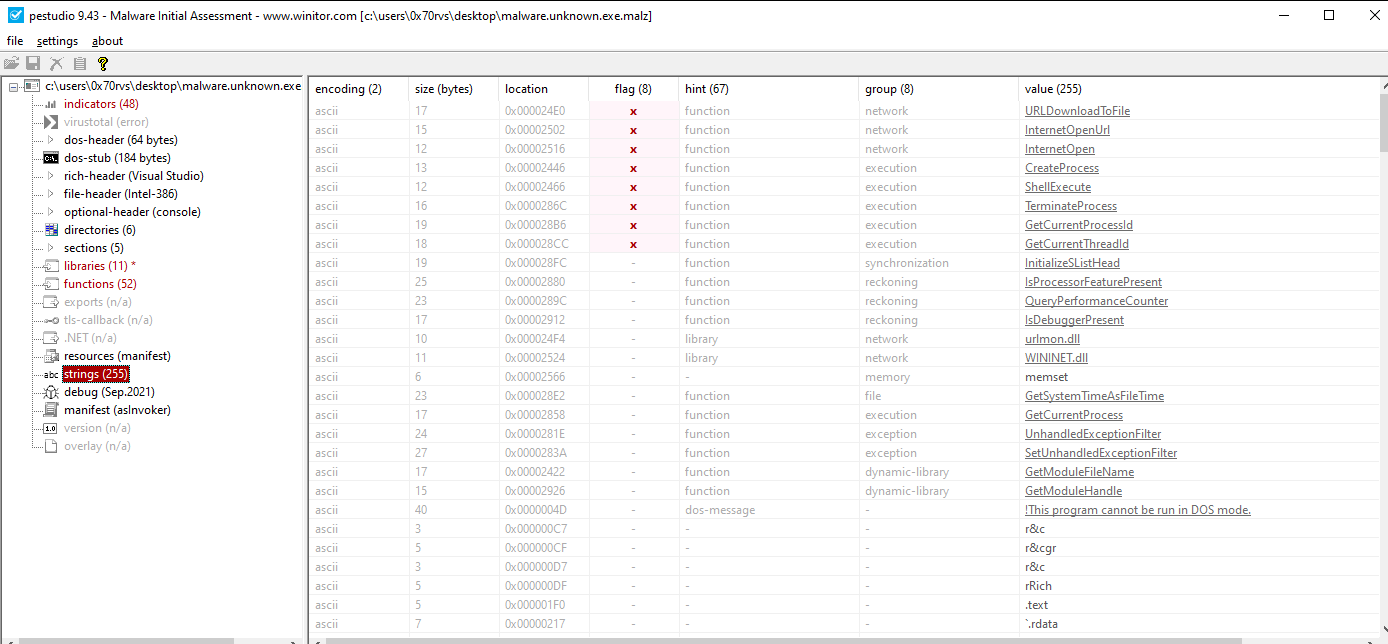 pestudio 9.43 - Malware Initial Assessment - www.winitor.com [c:\users\0x70rvs\desktop\malware.unknown.exe.malz]
file settings about
c:\users\0x70rvs\desktop\malware.unknown.exe
indicators (48)
virustotal (error)
dos-header (64 bytes)
dos-stub (184 bytes)
rich-header (Visual Studio)
file-header (Intel-386)
optional-header (console)
directories (6)
sections (5)
libraries (11) *
functions (52)
exports (n/a)
tls-callback (n/a)
.NET (n/a)
resources (manifest)
abc strings (255)
debug (Sep.2021)
manifest (asInvoker)
1.0 version (n/a)
overlay (n/a)
encoding (2) size (bytes) location flag (8) hint (67) group (8) value (255)
ascii 17 0x000024E0 x function network URLDownloadToFile
ascii 15 0x00002502 x function network InternetOpenUrl
ascii 12 0x00002516 x function network InternetOpen
ascii 13 0x00002446 x function execution CreateProcess
ascii 12 0x00002466 x function execution ShellExecute
ascii 16 0x0000286C x function execution TerminateProcess
ascii 19 0x000028B6 x function execution GetCurrentProcessId
ascii 18 0x000028CC x function execution GetCurrentThreadId
ascii 19 0x000028FC - function synchronization InitializeSListHead
ascii 25 0x00002880 - function reckoning IsProcessorFeaturePresent
ascii 23 0x0000289C - function reckoning QueryPerformanceCounter
ascii 17 0x00002912 - function reckoning IsDebuggerPresent
ascii 10 0x000024F4 - library network urlmon.dll
ascii 11 0x00002524 - library network WININET.dll
ascii 6 0x00002566 - - memory memset
ascii 23 0x000028E2 - function file GetSystemTimeAsFileTime
ascii 17 0x00002858 - function execution GetCurrentProcess
ascii 24 0x0000281E - function exception UnhandledExceptionFilter
ascii 27 0x0000283A - function exception SetUnhandledExceptionFilter
ascii 17 0x00002422 - function dynamic-library GetModuleFileName
ascii 15 0x00002926 - function dynamic-library GetModuleHandle
ascii 40 0x0000004D - dos-message - !This program cannot be run in DOS mode.
ascii 3 0x000000C7 - - - r&c
ascii 5 0x000000CF - - - r&cgr
ascii 3 0x000000D7 - - - r&c
ascii 5 0x000000DF - - - rRich
ascii 5 0x000001F0 - - - .text
ascii 7 0x00000217 - - - `.rdata